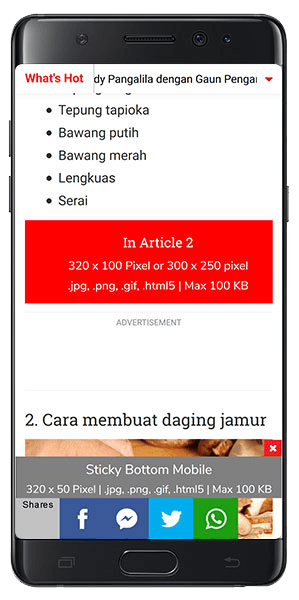 What's Hot
dy Pangalila dengan Gaun Pengan
Tepung tapioka
Bawang putih
Bawang merah
Lengkuas
Serai
In Article 2
320 x 100 Pixel or 300 x 250 pixel
.jpg, .png, .gif, .html5 | Max 100 KB
ADVERTISEMENT
2. Cara membuat daging jamur
Sticky Bottom Mobile
320 x 50 Pixel | .jpg, .png, .gif, .html5 | Max 100 KB
Shares